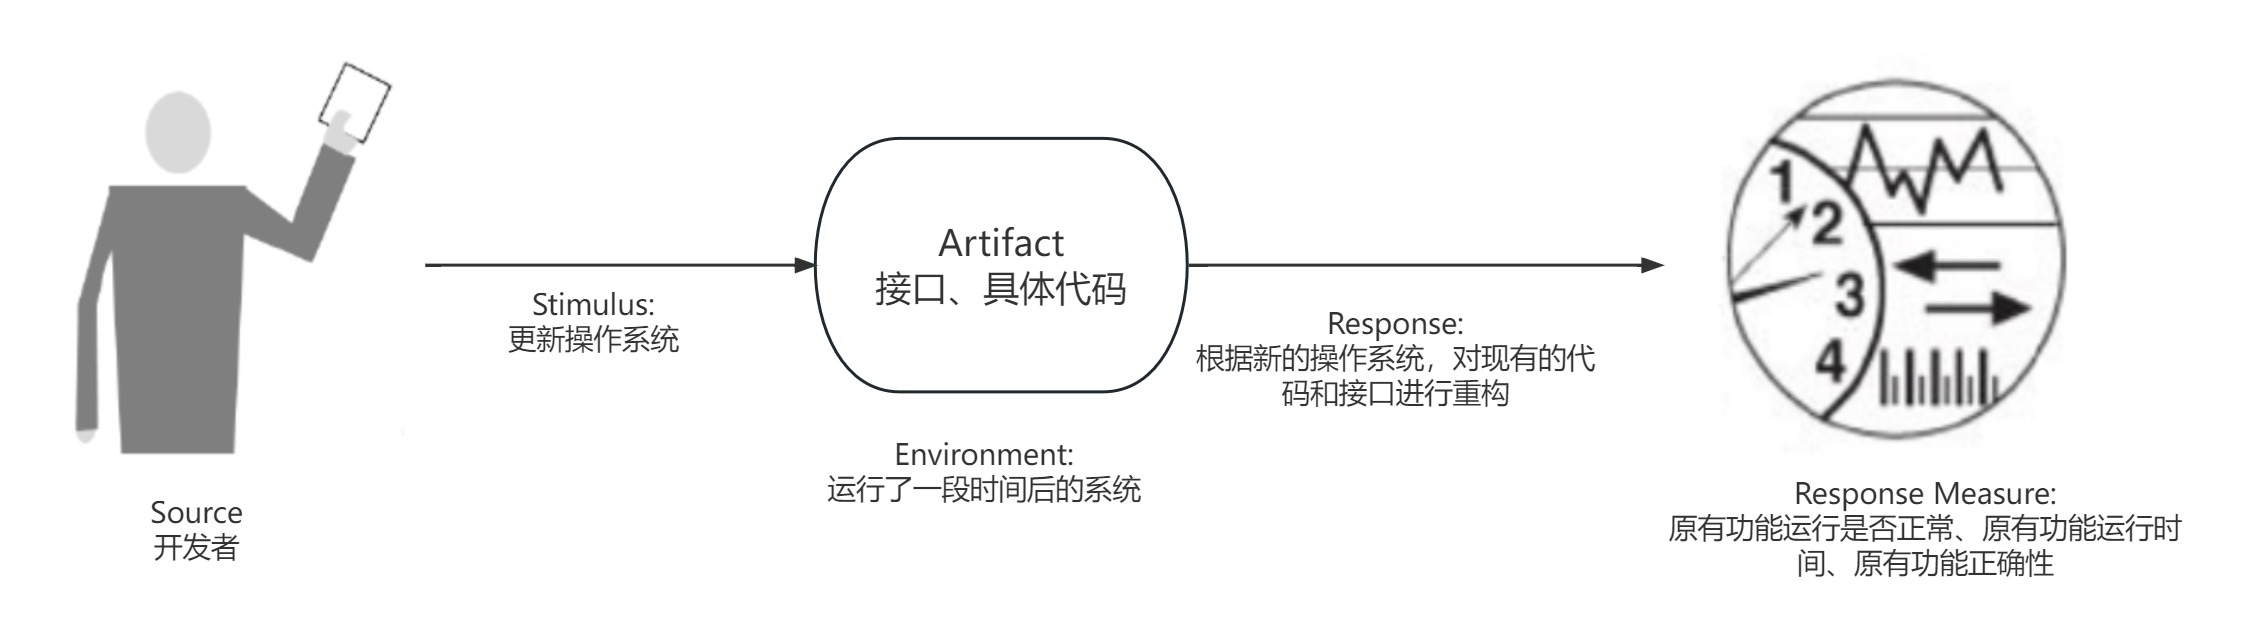 Source
开发者
Stimulus:
更新操作系统
Artifact
接口、具体代码
Environment:
运行了一段时间后的系统
Response:
根据新的操作系统，对现有的代
码和接口进行重构
1
2
3
4
Response Measure:
原有功能运行是否正常、原有功能运行时
间、原有功能正确性